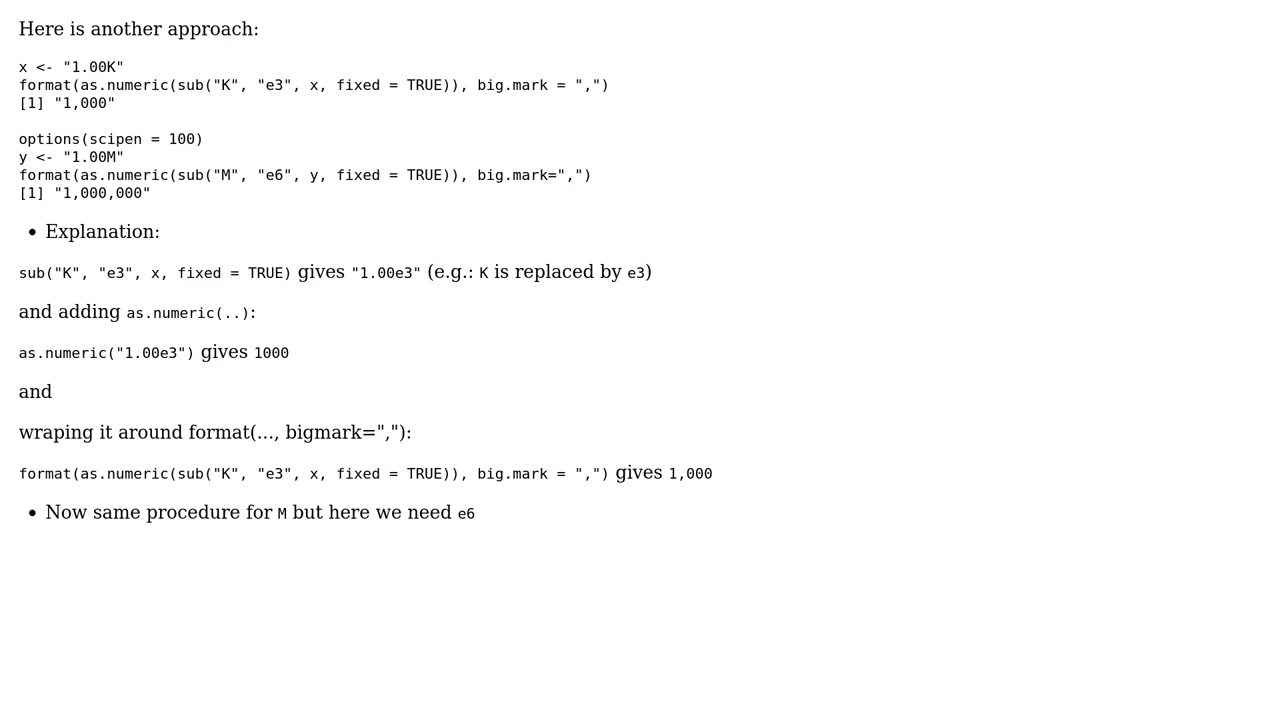 Here is another approach:
x <- "1.00K"
format(as.numeric(sub("K", "e3", x, fixed = TRUE)), big.mark = ",")
[1] "1,000"
options(scipen = 100)
y <- "1.00M"
format(as.numeric(sub("M", "e6", y, fixed = TRUE)), big.mark=",")
[1] "1,000,000"
• Explanation:
sub("K", "e3", x, fixed = TRUE) gives "1.00e3" (e.g.: K is replaced by e3)
and adding as.numeric(..):
as.numeric("1.00e3") gives 1000
and
wraping it around format(..., bigmark=","):
format(as.numeric(sub("K", "e3", x, fixed = TRUE)), big.mark = ",") gives 1,000
• Now same procedure for M but here we need e6